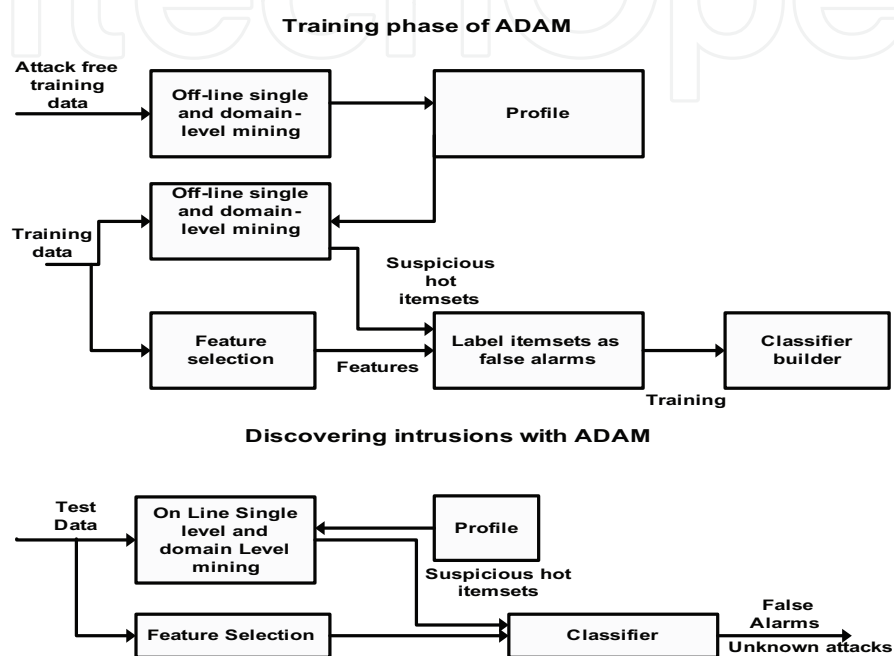 Training phase of ADAM
Attack free
training
data
Off-line single
and domain-
level mining
Profile
Off-line single
and domain-
level mining
Training
data
Suspicious
hot
itemsets
Feature
selection
Features
Label itemsets as
false alarms
Training
Classifier
builder
Discovering intrusions with ADAM
Test
Data
On Line Single
level and
domain Level
mining
Profile
Suspicious hot
itemsets
Feature Selection
Classifier
False
Alarms
Unknown attacks